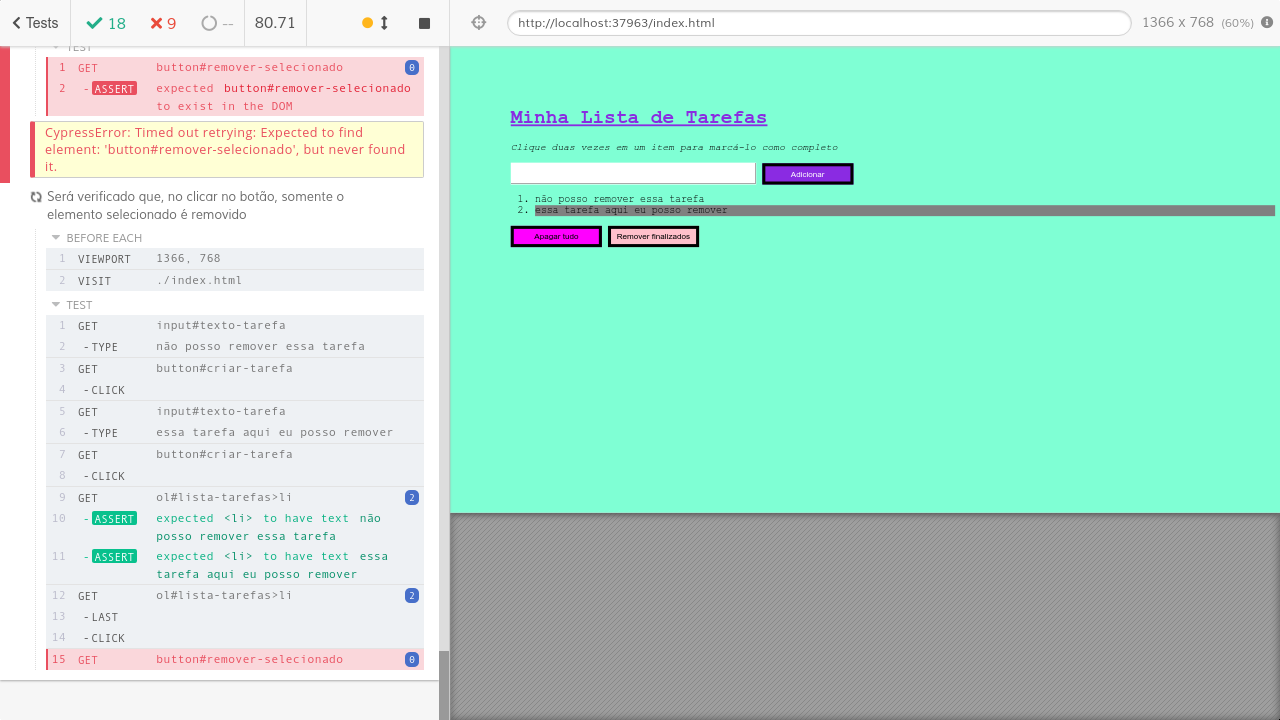 Tests 18 9 -- 80.71
http://localhost:37963/index.html 1366 x 768 (60%)
TEST
1 GET button#remover-selecionado 0
2 -ASSERT expected button#remover-selecionado
to exist in the DOM
CypressError: Timed out retrying: Expected to find
element: 'button#remover-selecionado', but never found
it.
Será verificado que, no clicar no botão, somente o
elemento selecionado é removido
BEFORE EACH
1 VIEWPORT 1366, 768
2 VISIT ./index.html
TEST
1 GET input#texto-tarefa
2 -TYPE não posso remover essa tarefa
3 GET button#criar-tarefa
4 -CLICK
5 GET input#texto-tarefa
6 -TYPE essa tarefa aqui eu posso remover
7 GET button#criar-tarefa
8 -CLICK
9 GET ol#lista-tarefas>li 2
10 -ASSERT expected <li> to have text não
posso remover essa tarefa
11 -ASSERT expected <li> to have text essa
tarefa aqui eu posso remover
12 GET ol#lista-tarefas>li 2
13 -LAST
14 -CLICK
15 GET button#remover-selecionado 0
Minha Lista de Tarefas
Clique duas vezes em um item para marcá-lo como completo
Adicionar
1. não posso remover essa tarefa
2. essa tarefa aqui eu posso remover
Apagar tudo Remover finalizados